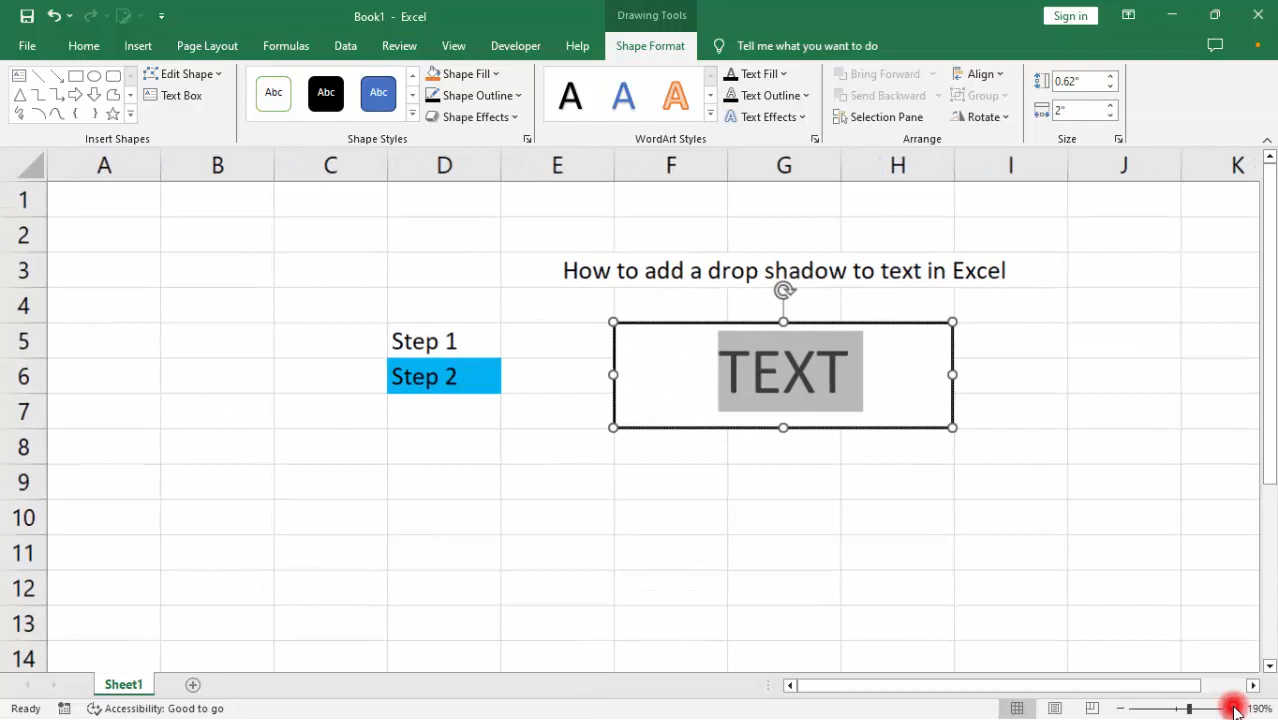 Book1 - Excel
Drawing Tools
Sign in
File
Home
Insert
Page Layout
Formulas
Data
Review
View
Developer
Help
Shape Format
Tell me what you want to do
Edit Shape
Text Box
Insert Shapes
Abc
Abc
Abc
Shape Fill
Shape Outline
Shape Effects
Shape Styles
A
A
A
Text Fill
Text Outline
Text Effects
WordArt Styles
Bring Forward
Send Backward
Selection Pane
Align
Group
Rotate
Arrange
0.62"
2"
Size
A B C D E F G H I J K
1
2
3 How to add a drop shadow to text in Excel
4
5 Step 1
TEXT
6 Step 2
7
8
9
10
11
12
13
14
Sheet1
Ready
Accessibility: Good to go
190%